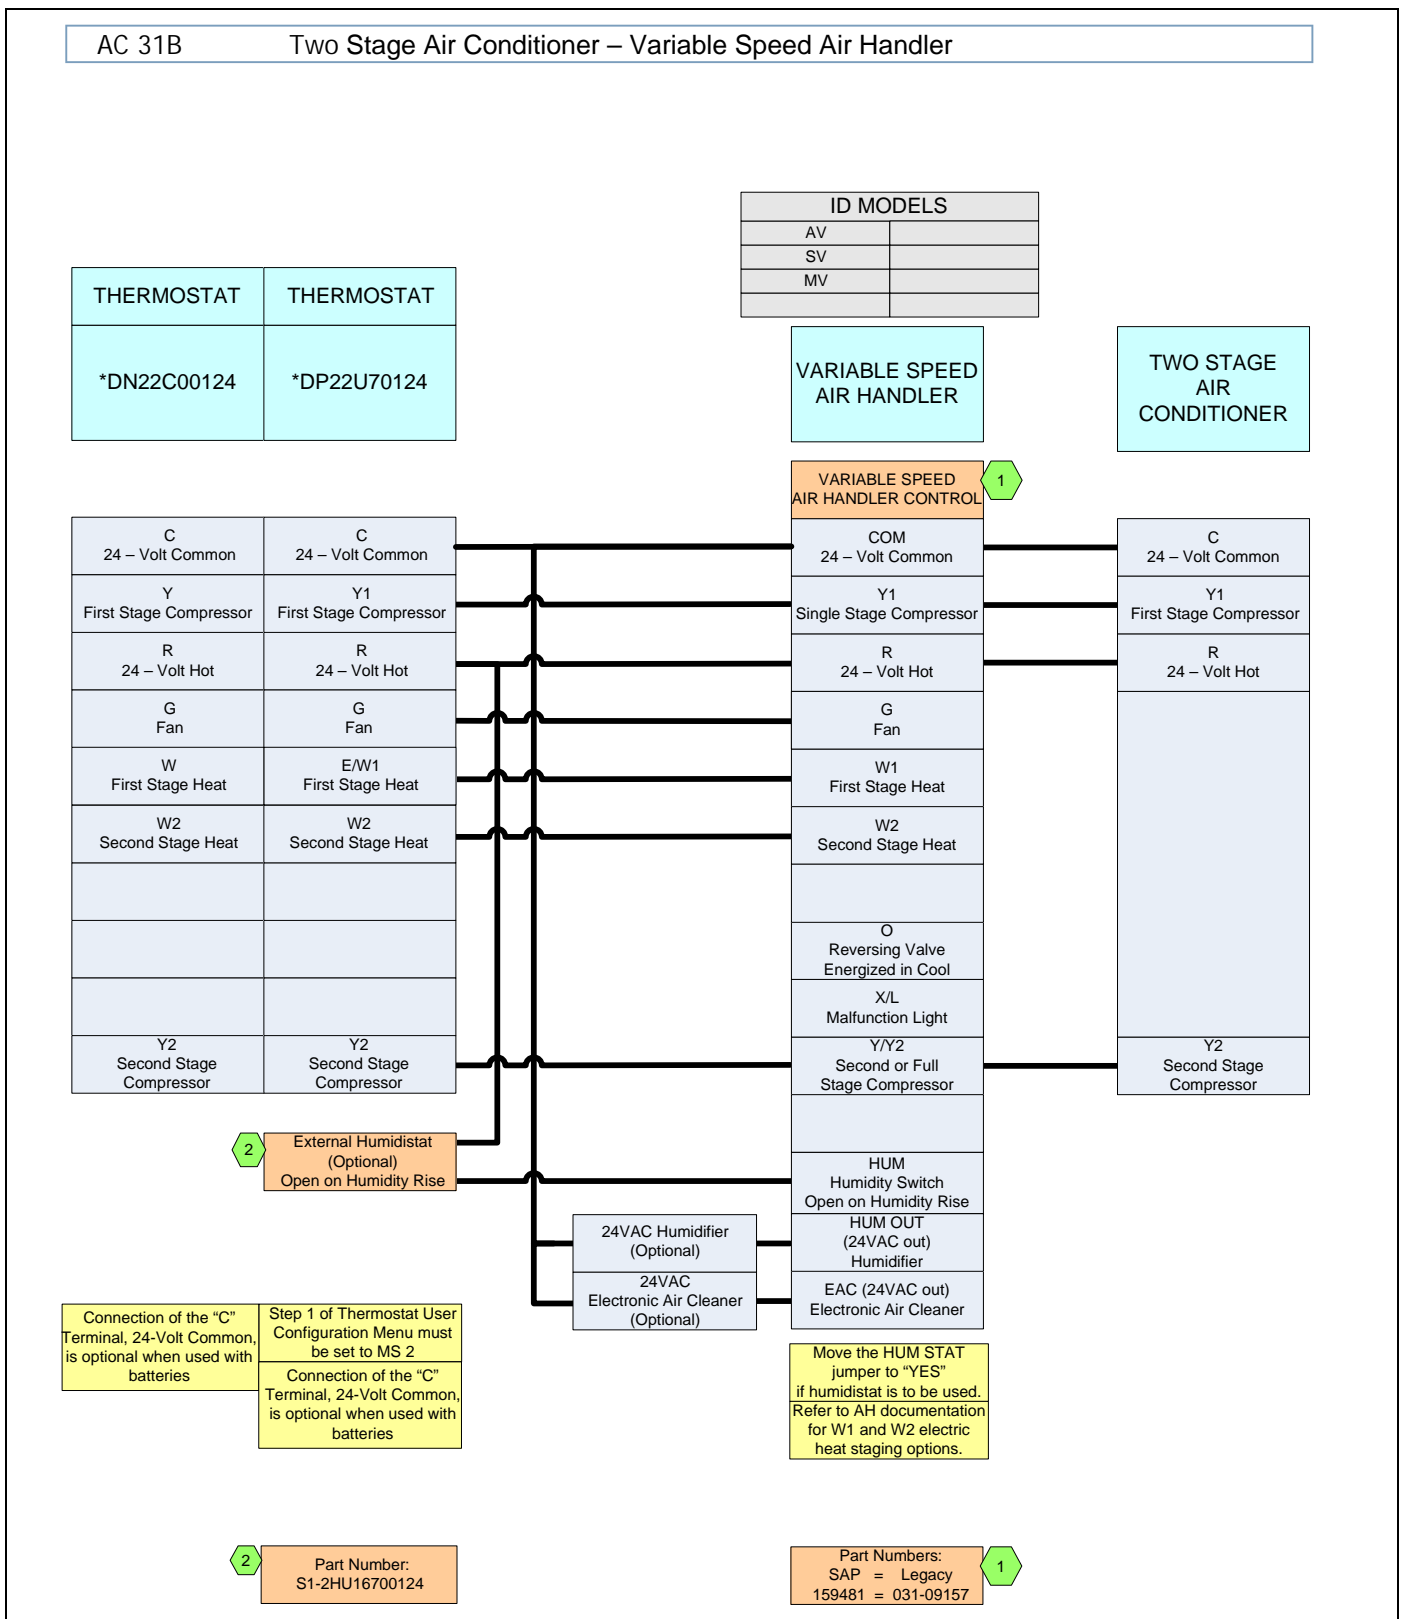 AC 31B Two Stage Air Conditioner – Variable Speed Air Handler
ID MODELS
AV
SV
MV
THERMOSTAT
THERMOSTAT
*DN22C00124
*DP22U70124
VARIABLE SPEED
AIR HANDLER
TWO STAGE
AIR
CONDITIONER
VARIABLE SPEED
AIR HANDLER CONTROL
1
C
24 – Volt Common
C
24 – Volt Common
COM
24 – Volt Common
C
24 – Volt Common
Y
First Stage Compressor
Y1
First Stage Compressor
Y1
Single Stage Compressor
Y1
First Stage Compressor
R
24 – Volt Hot
R
24 – Volt Hot
R
24 – Volt Hot
R
24 – Volt Hot
G
Fan
G
Fan
G
Fan
W
First Stage Heat
E/W1
First Stage Heat
W1
First Stage Heat
W2
Second Stage Heat
W2
Second Stage Heat
W2
Second Stage Heat
O
Reversing Valve
Energized in Cool
X/L
Malfunction Light
Y2
Second Stage
Compressor
Y2
Second Stage
Compressor
Y/Y2
Second or Full
Stage Compressor
Y2
Second Stage
Compressor
2
External Humidistat
(Optional)
Open on Humidity Rise
HUM
Humidity Switch
Open on Humidity Rise
24VAC Humidifier
(Optional)
HUM OUT
(24VAC out)
Humidifier
24VAC
Electronic Air Cleaner
(Optional)
EAC (24VAC out)
Electronic Air Cleaner
Connection of the “C”
Terminal, 24-Volt Common,
is optional when used with
batteries
Step 1 of Thermostat User
Configuration Menu must
be set to MS 2
Connection of the “C”
Terminal, 24-Volt Common,
is optional when used with
batteries
Move the HUM STAT
jumper to “YES”
if humidistat is to be used.
Refer to AH documentation
for W1 and W2 electric
heat staging options.
2
Part Number:
S1-2HU16700124
Part Numbers:
SAP = Legacy
159481 = 031-09157
1